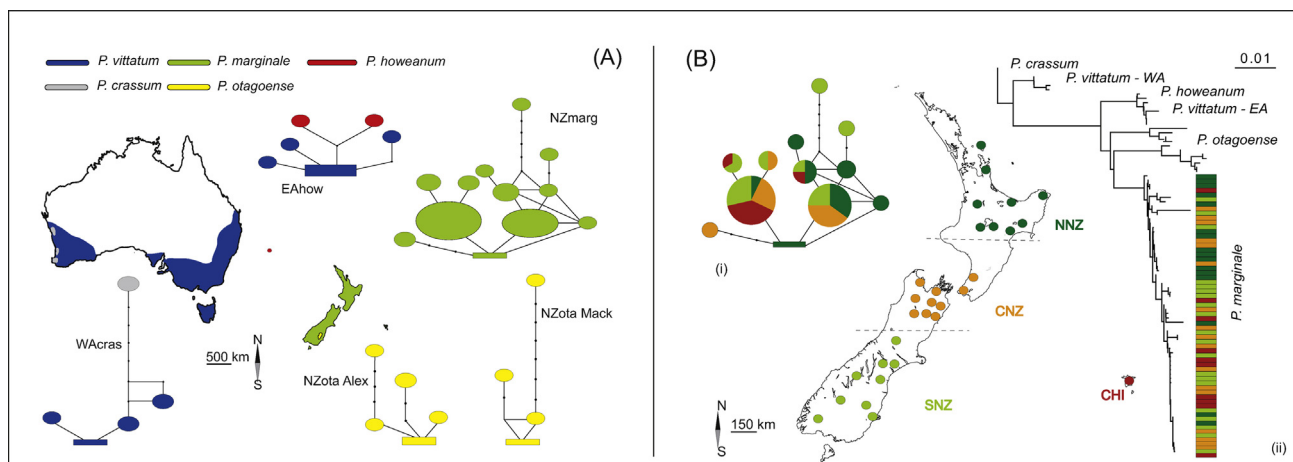 P. vittatum
P. marginale
P. howeanum
P. crassum
P. otagoense
(A)
EAhow
NZmarg
WAcras
500 km
N
S
NZota Alex
NZota Mack
(B)
0.01
P. crassum
P. vittatum - WA
P. howeanum
P. vittatum - EA
P. otagoense
P. marginale
NNZ
(i)
CNZ
SNZ
CHI
N
S
150 km
(ii)